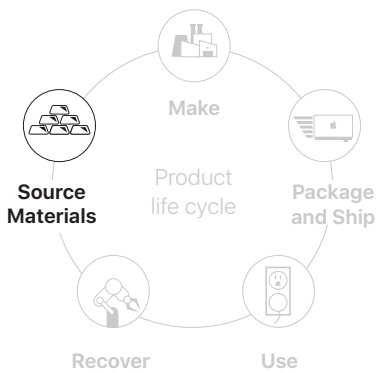 Make
Source
Materials
Product
life cycle
Package
and Ship
Recover
Use